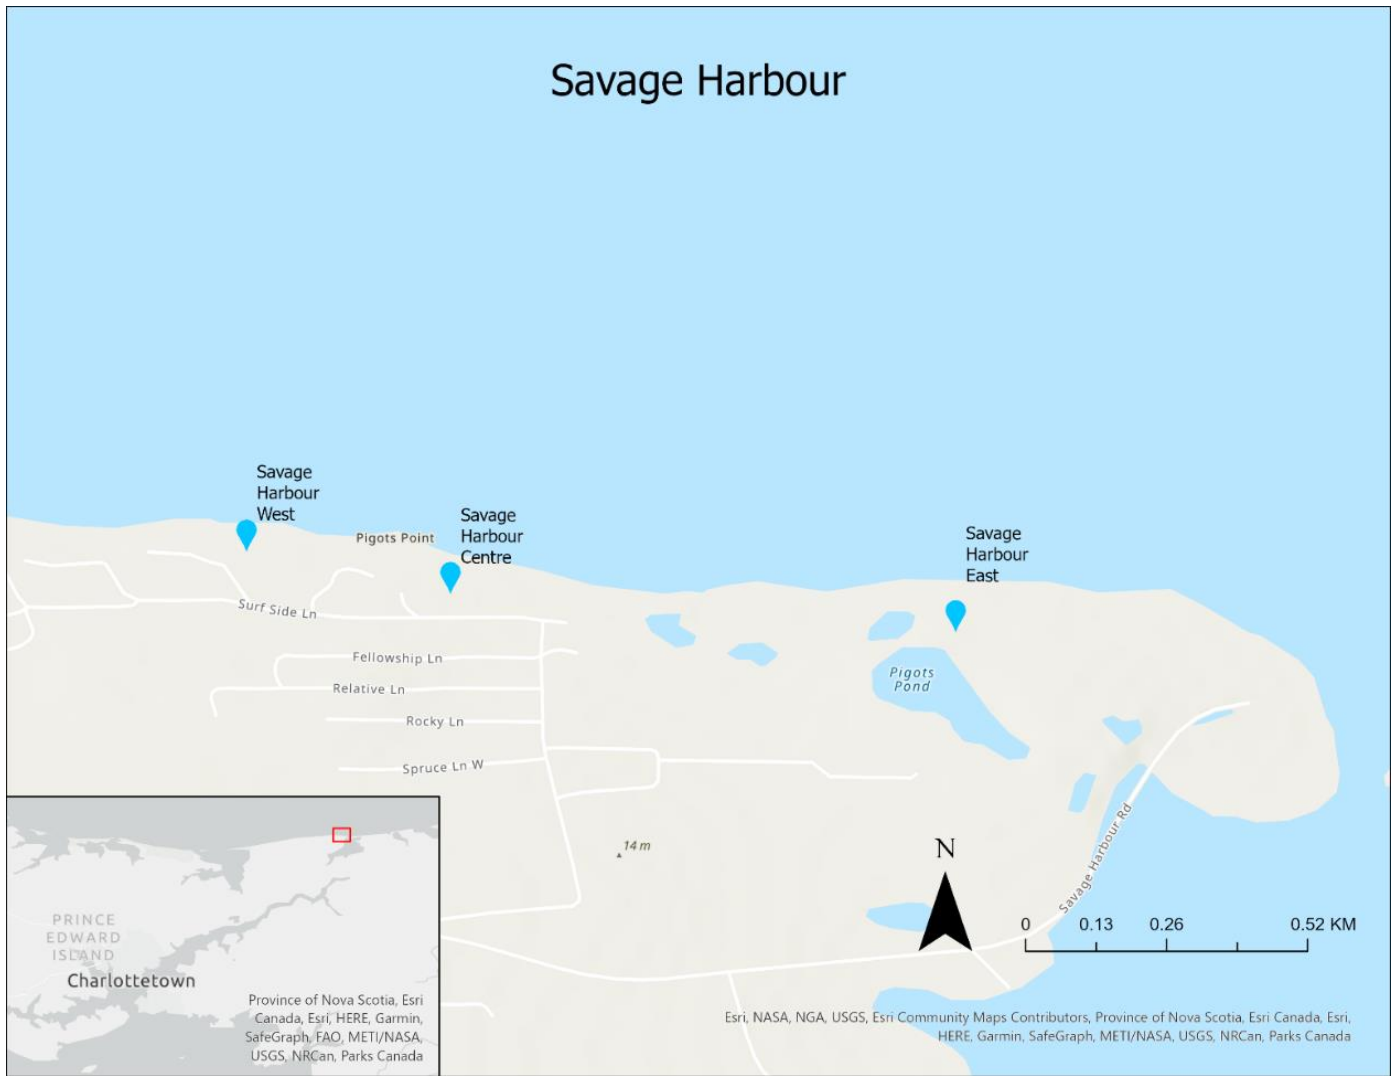 Savage Harbour
Savage
Harbour
West
Savage
Harbour
Centre
Savage
Harbour
East
Pigots Point
Surf Side Ln
Fellowship Ln
Relative Ln
Rocky Ln
Spruce Ln W
Pigots
Pond
14 m
Savage Harbour Rd
N
0 0.13 0.26 0.52 KM
PRINCE
EDWARD
ISLAND
Charlottetown
Province of Nova Scotia, Esri
Canada, Esri, HERE, Garmin,
SafeGraph, FAO, METI/NASA,
USGS, NRCan, Parks Canada
Esri, NASA, NGA, USGS, Esri Community Maps Contributors, Province of Nova Scotia, Esri Canada, Esri,
HERE, Garmin, SafeGraph, METI/NASA, USGS, NRCan, Parks Canada